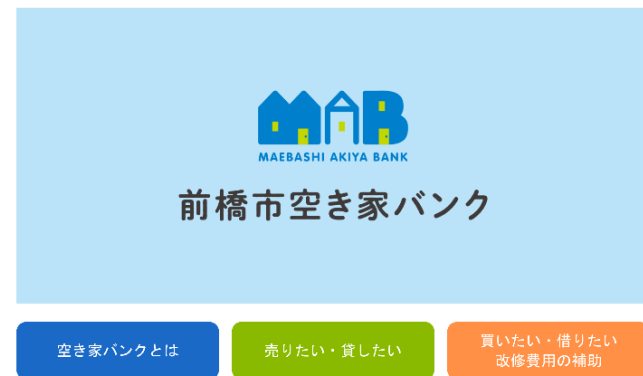 MAB
MAEBASHI AKIYA BANK
前橋市空き家バンク
空き家バンクとは
売りたい・貸したい
買いたい・借りたい
改修費用の補助